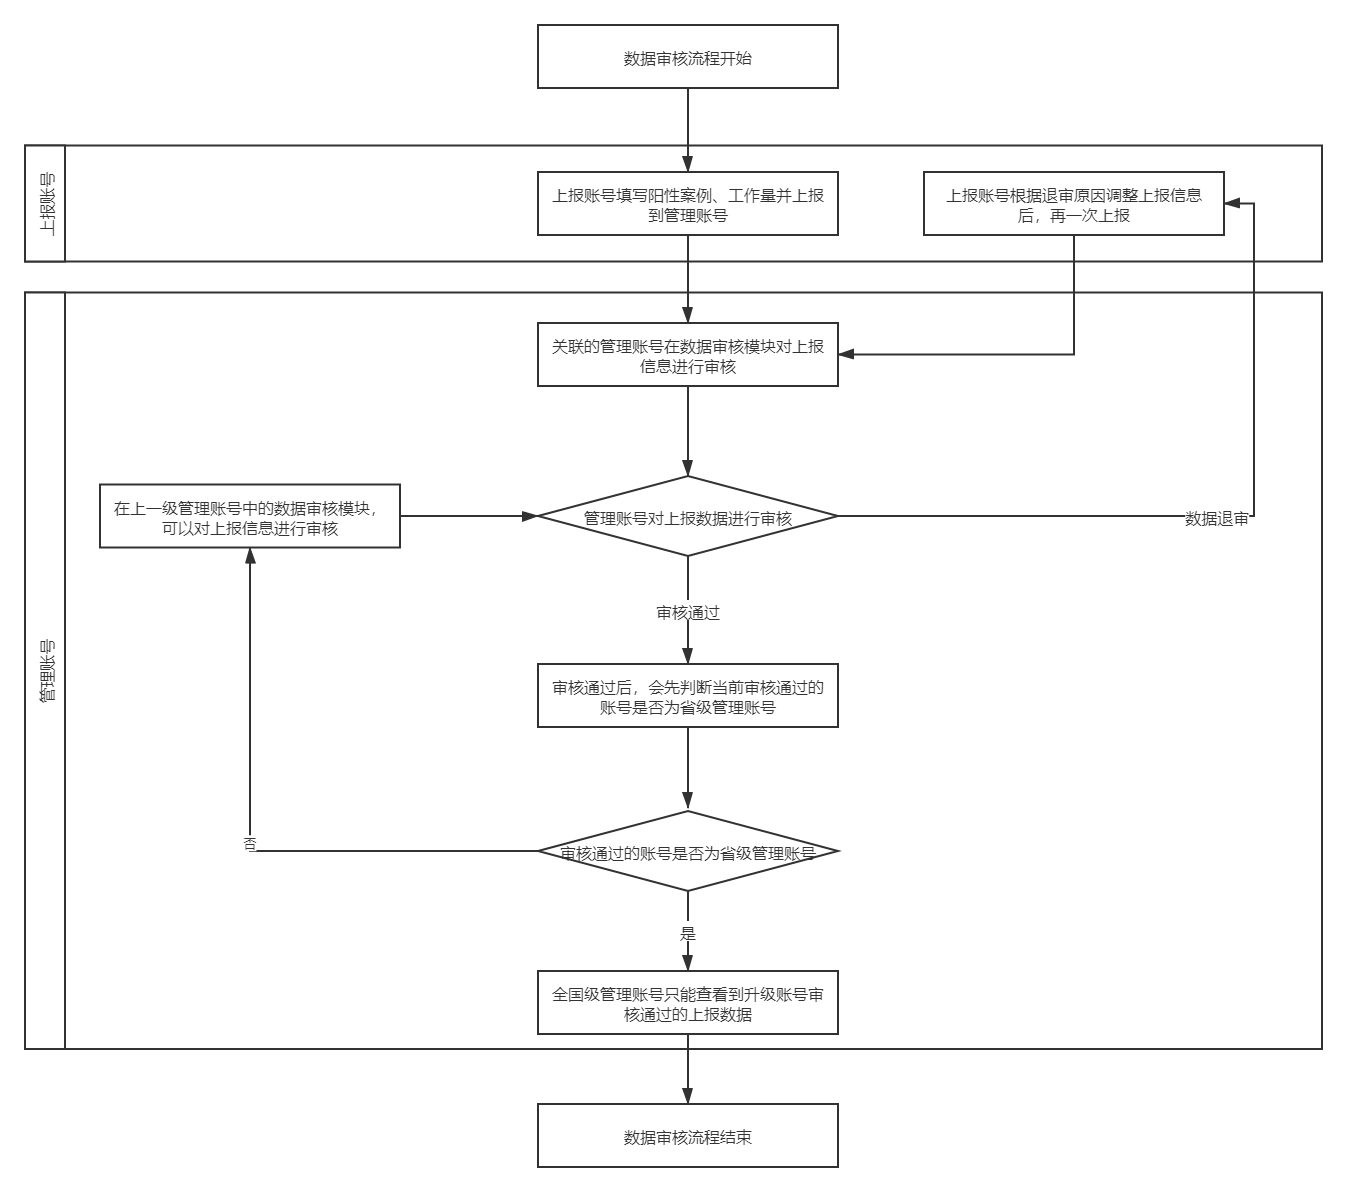 数据审核流程开始
上报账号
上报账号填写阳性案例、工作量并上报
到管理账号
上报账号根据退审原因调整上报信息
后，再一次上报
管理账号
关联的管理账号在数据审核模块对上报
信息进行审核
在上一级管理账号中的数据审核模块，
可以对上报信息进行审核
管理账号对上报数据进行审核
数据退审
审核通过
审核通过后，会先判断当前审核通过的
账号是否为省级管理账号
否
审核通过的账号是否为省级管理账号
是
全国级管理账号只能查看到升级账号审
核通过的上报数据
数据审核流程结束